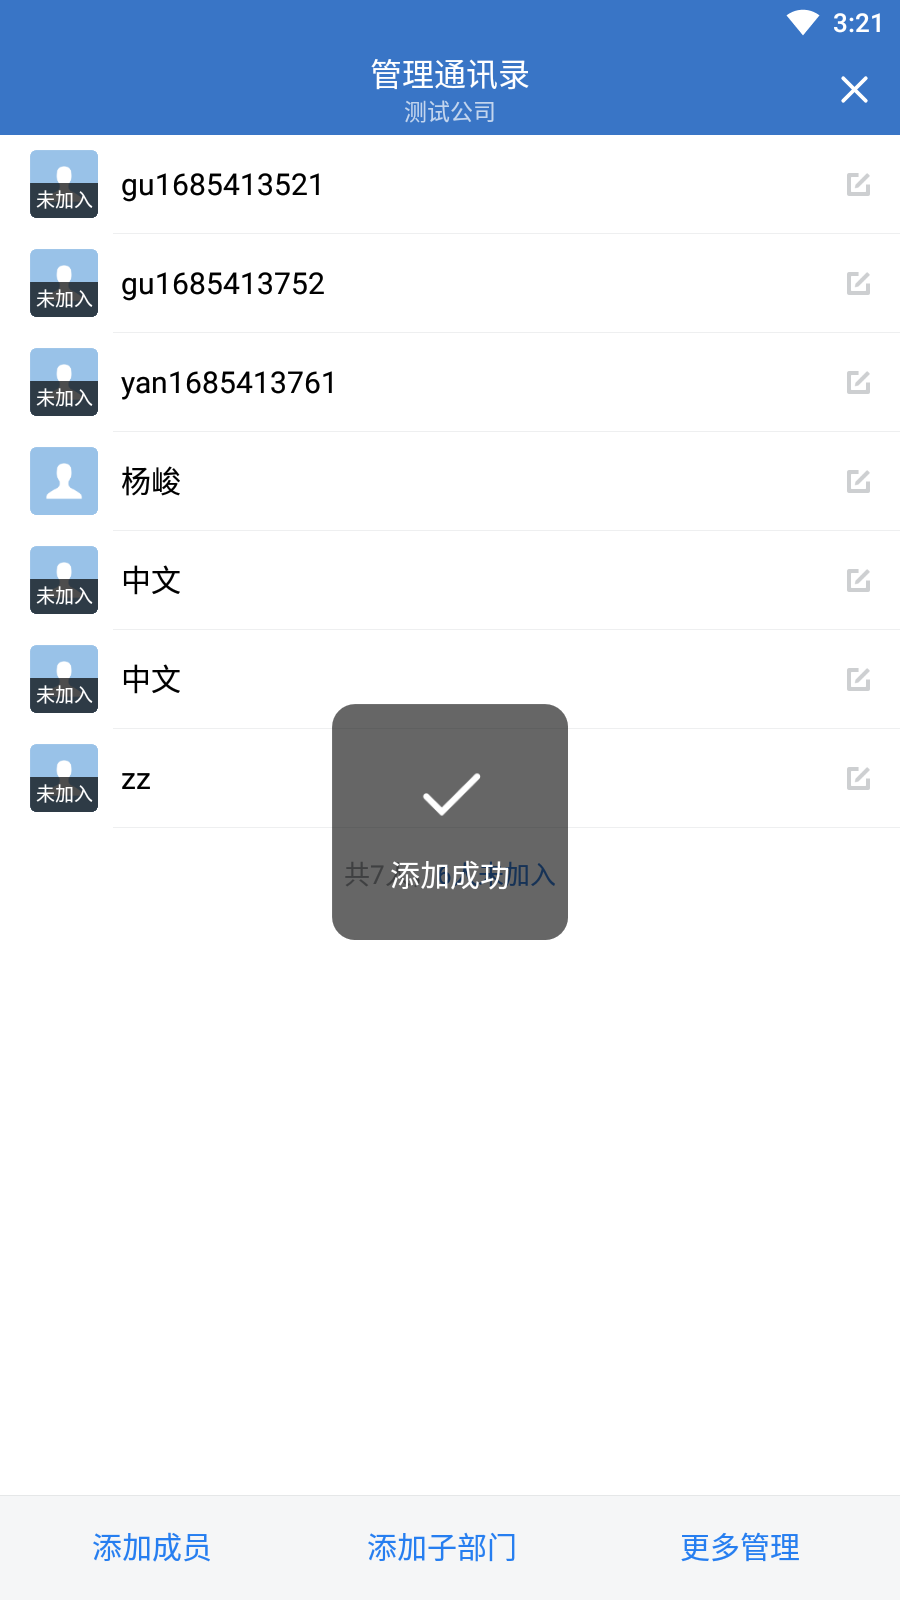 3:21
管理通讯录
测试公司
未加入 gu1685413521
未加入 gu1685413752
未加入 yan1685413761
杨峻
未加入 中文
未加入 中文
未加入 zz
共7 加入
添加成功
添加成员 添加子部门 更多管理